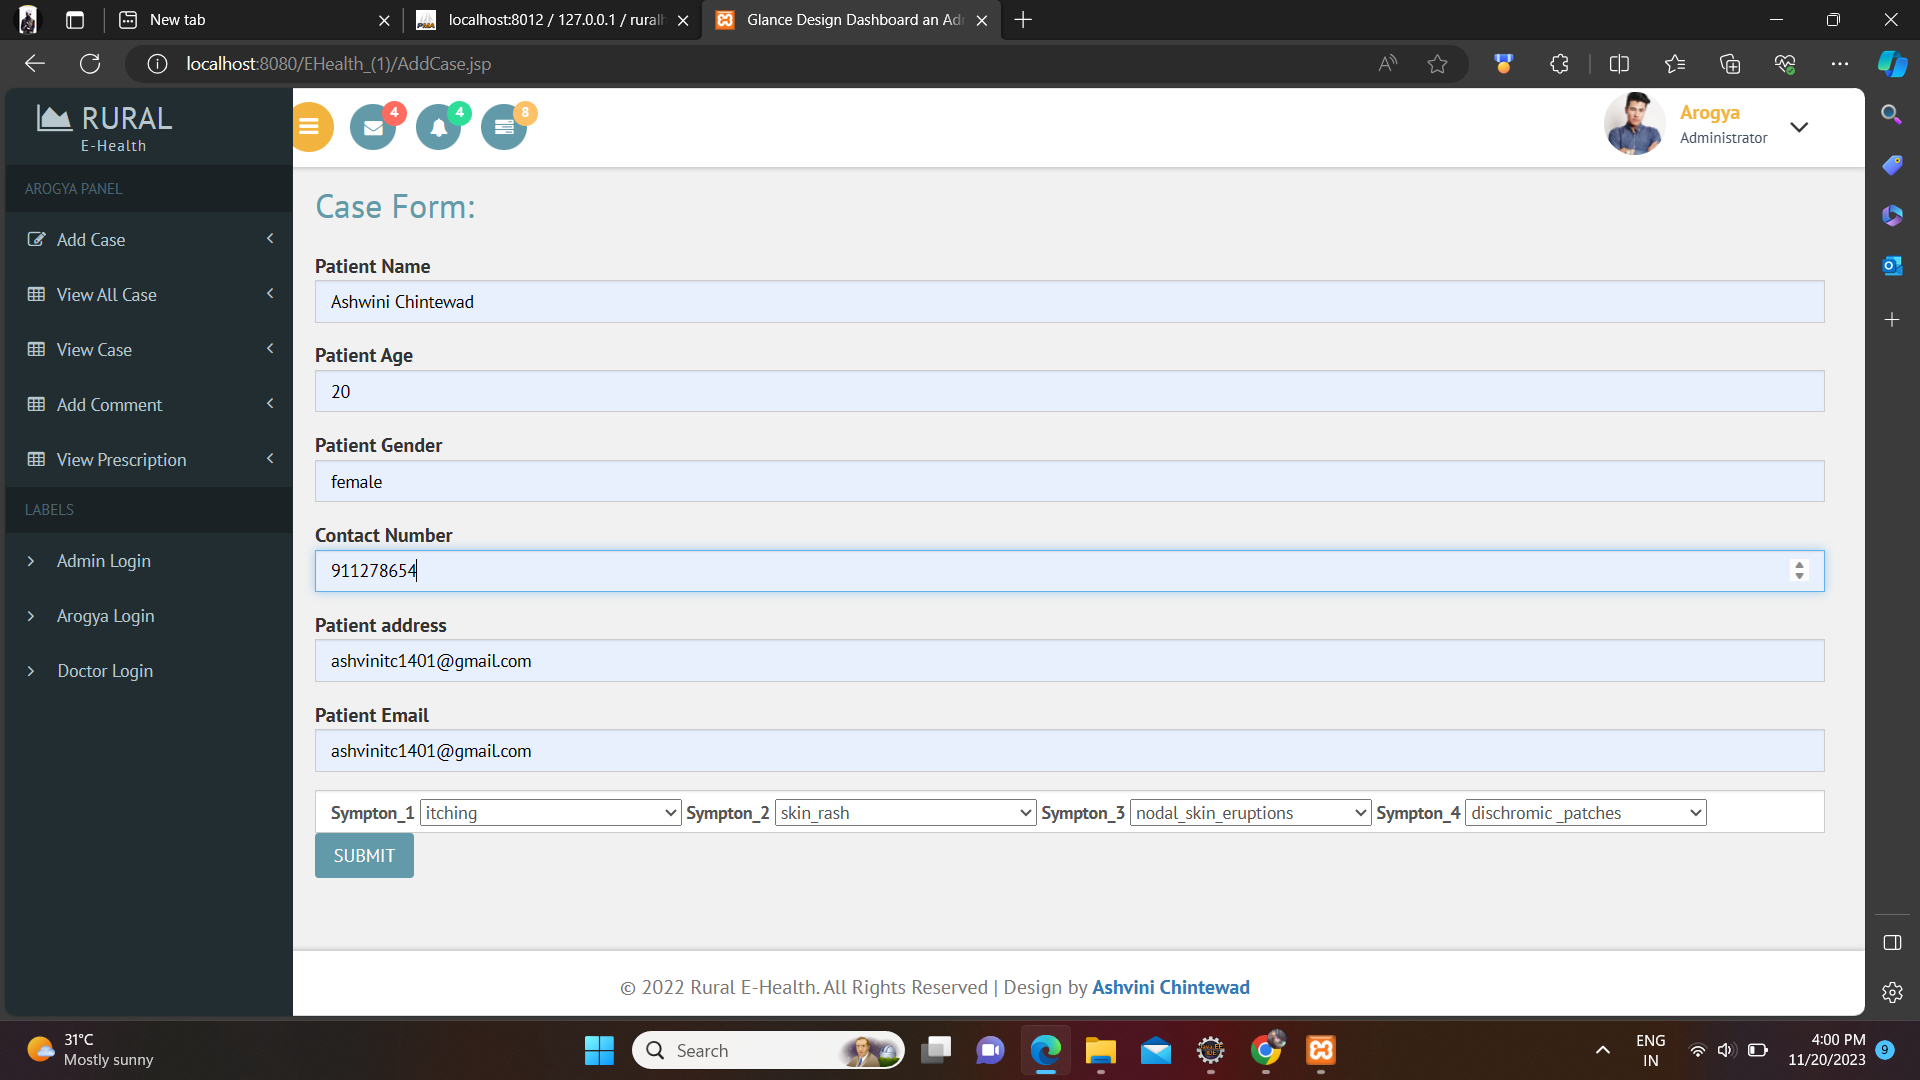 New tab
localhost:8012 / 127.0.0.1 / rural
Glance Design Dashboard an Ad
localhost:8080/EHealth_(1)/AddCase.jsp
RURAL
E-Health
4
4
8
Arogya
Administrator
AROGYA PANEL
Add Case
View All Case
View Case
Add Comment
View Prescription
LABELS
Admin Login
Arogya Login
Doctor Login
Case Form:
Patient Name
Ashwini Chintewad
Patient Age
20
Patient Gender
female
Contact Number
911278654
Patient address
ashvinitc1401@gmail.com
Patient Email
ashvinitc1401@gmail.com
Sympton_1 itching Sympton_2 skin_rash Sympton_3 nodal_skin_eruptions Sympton_4 dischromic _patches
SUBMIT
© 2022 Rural E-Health. All Rights Reserved | Design by Ashvini Chintewad
31°C
Mostly sunny
Search
ENG
IN
4:00 PM
11/20/2023
9